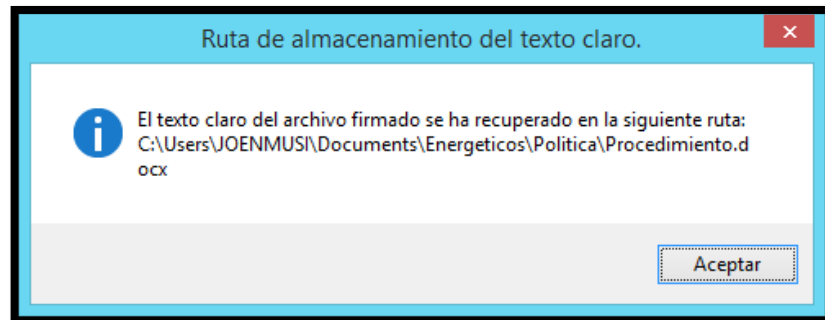 Ruta de almacenamiento del texto claro.
El texto claro del archivo firmado se ha recuperado en la siguiente ruta:
C:\Users\JOENMUSI\Documents\Energeticos\Politica\Procedimiento.d
ocx
Aceptar